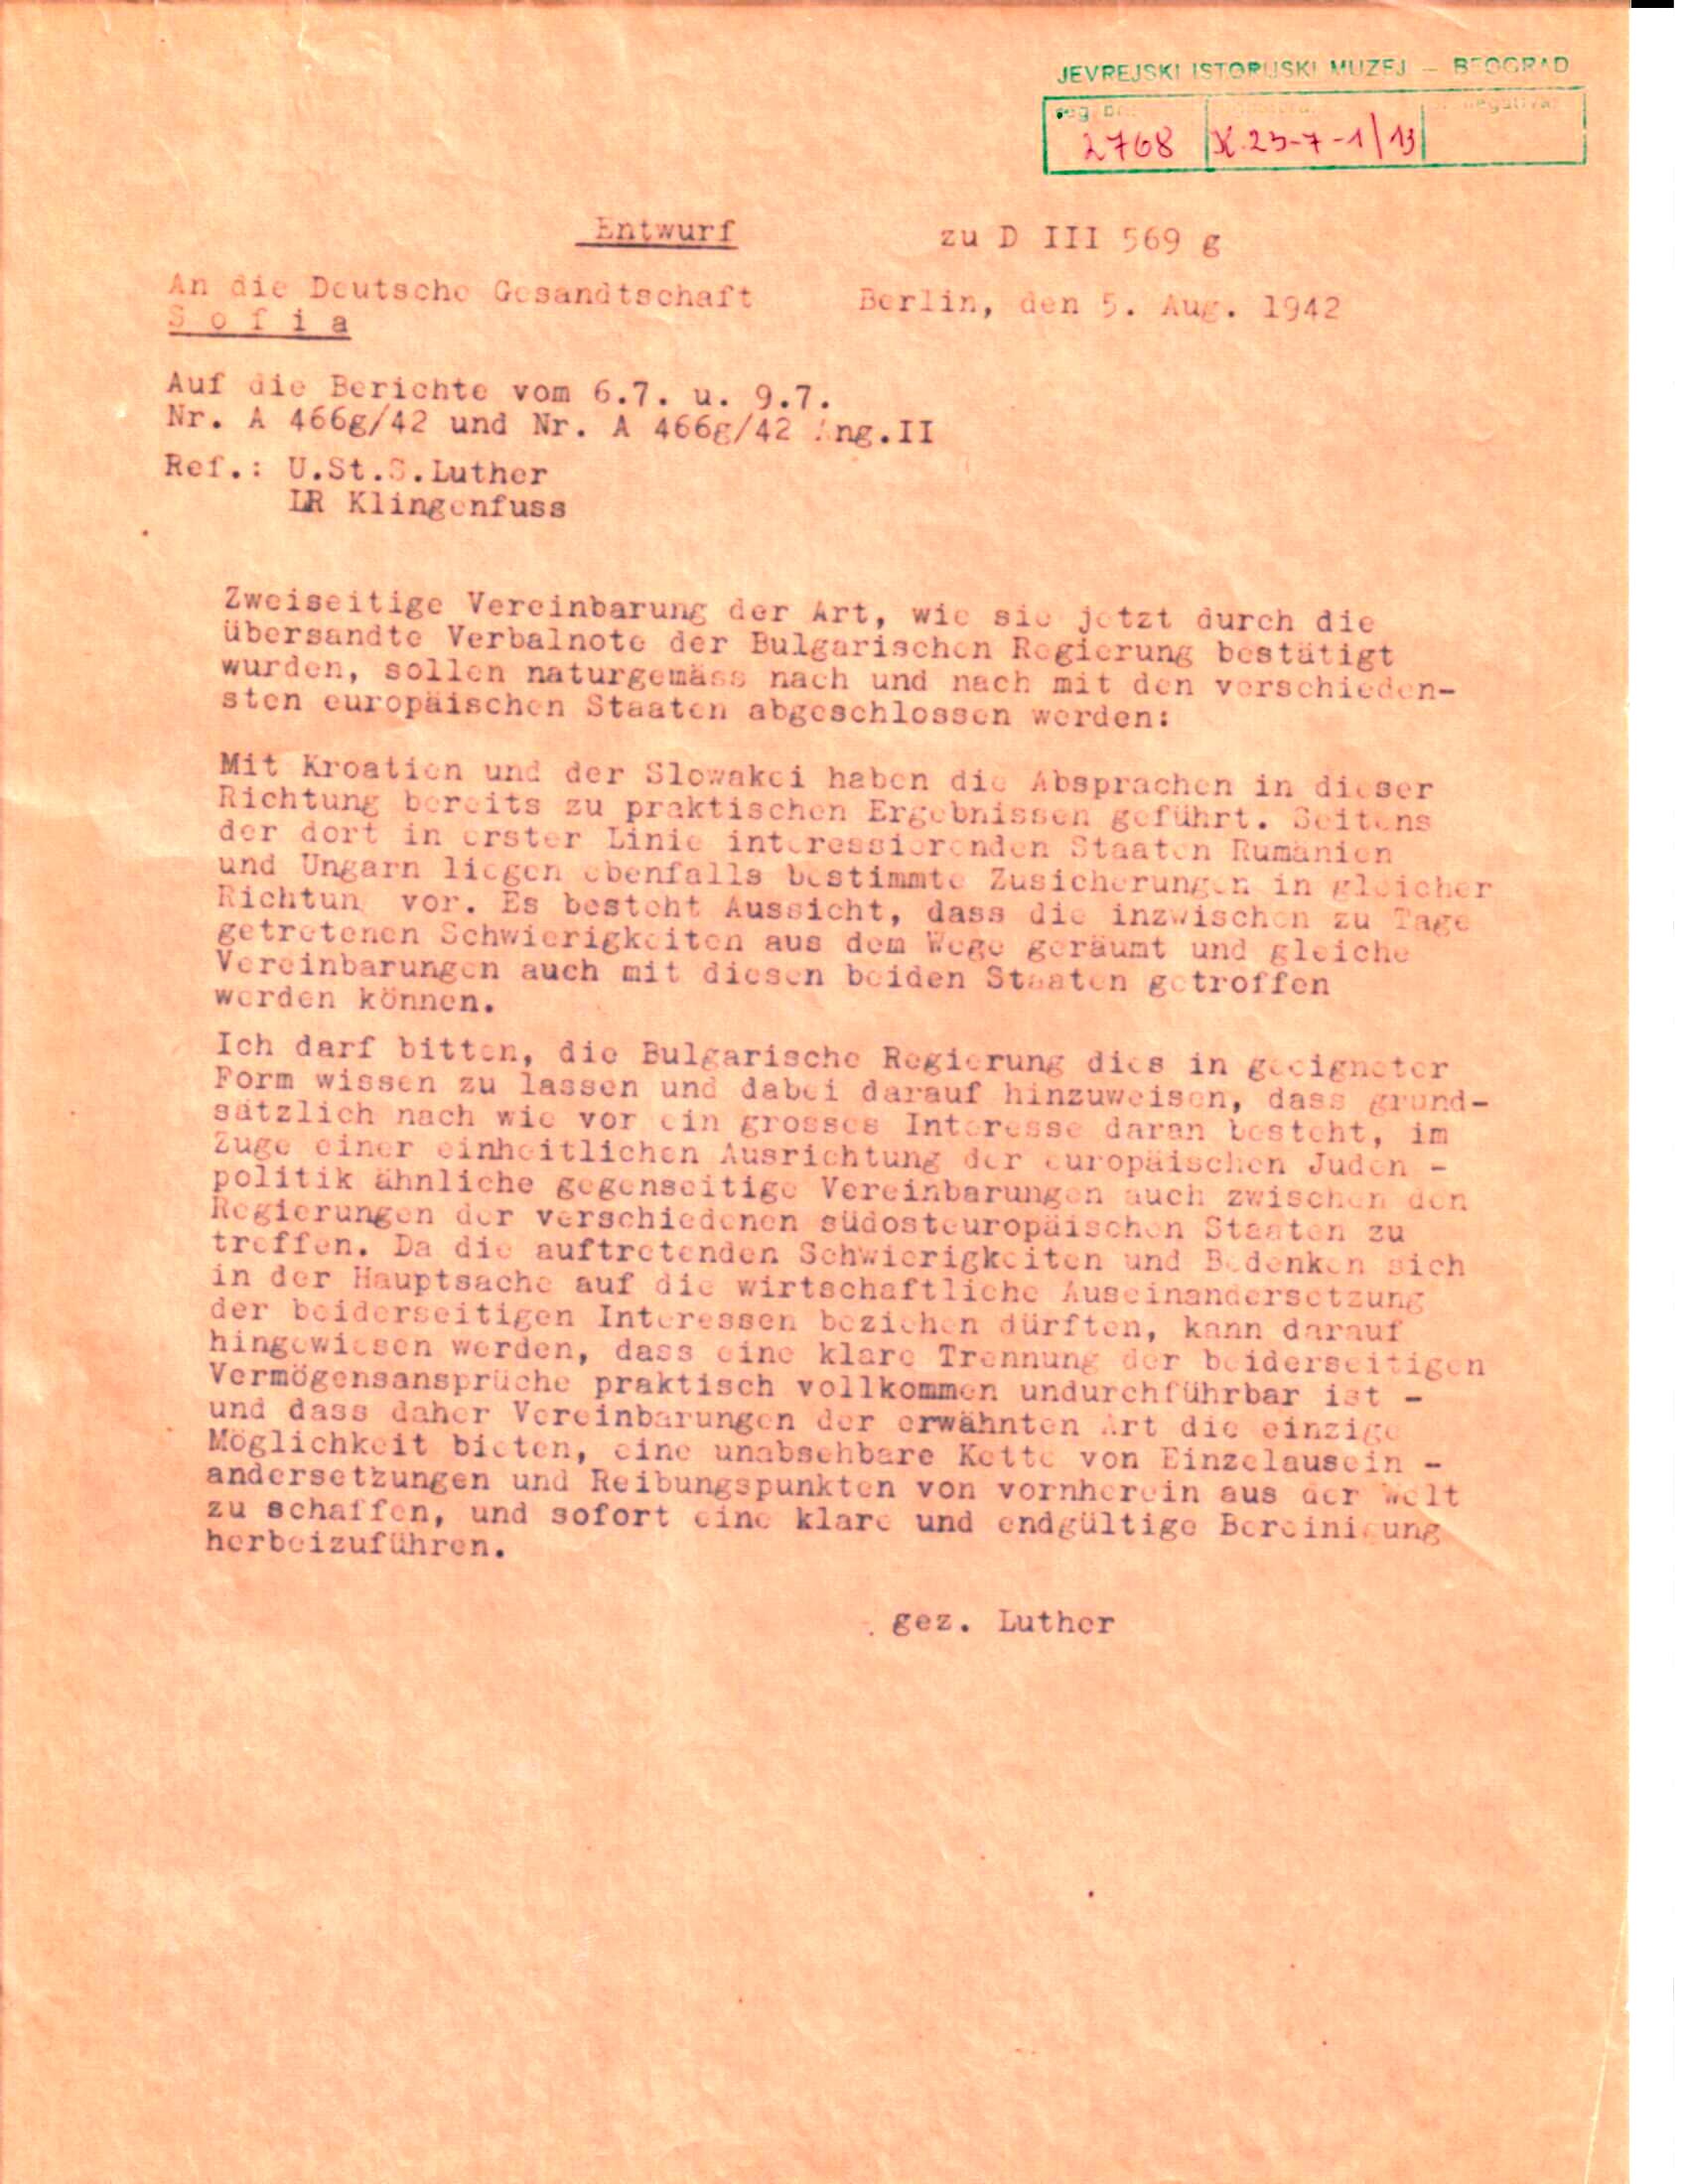 JEVREJSKI ISTORIJSKI MUZEJ – BEOGRAD
reg. br.
negativa
2768 K.23-7-1/13
Entwurf
zu D III 569 g
An die Deutsche Gesandtschaft
Berlin, den 5. Aug. 1942
S o f i a
Auf die Berichte vom 6.7. u. 9.7.
Nr. A 466g/42 und Nr. A 466g/42 Ang.II
Ref.: U.St.S.Luther
LR Klingenfuss
Zweiseitige Vereinbarung der Art, wie sie jetzt durch die
übersandte Verbalnote der Bulgarischen Regierung bestätigt
wurden, sollen naturgemäss nach und nach mit den verschieden-
sten europäischen Staaten abgeschlossen werden:
Mit Kroatien und der Slowakei haben die Absprachen in dieser
Richtung bereits zu praktischen Ergebnissen geführt. Seitens
der dort in erster Linie interessierenden Staaten Rumänien
und Ungarn liegen ebenfalls bestimmte Zusicherungen in gleicher
Richtun vor. Es besteht Aussicht, dass die inzwischen zu Tage
getretenen Schwierigkeiten aus dem Wege geräumt und gleiche
Vereinbarungen auch mit diesen beiden Staaten getroffen
werden können.
Ich darf bitten, die Bulgarische Regierung dies in geeigneter
Form wissen zu lassen und dabei darauf hinzuweisen, dass grund-
sätzlich nach wie vor ein grosses Interesse daran besteht, im
Zuge einer einheitlichen Ausrichtung der europäischen Juden -
politik ähnliche gegenseitige Vereinbarungen auch zwischen den
Regierungen der verschiedenen südosteuropäischen Staaten zu
treffen. Da die auftretenden Schwierigkeiten und Bedenken sich
in der Hauptsache auf die wirtschaftliche Auseinandersetzung
der beiderseitigen Interessen beziehen dürften, kann darauf
hingewiesen werden, dass eine klare Trennung der beiderseitigen
Vermögensansprüche praktisch vollkommen undurchführbar ist -
und dass daher Vereinbarungen der erwähnten Art die einzige
Möglichkeit bieten, eine unabsehbare Kette von Einzelausein -
andersetzungen und Reibungspunkten von vornherein aus der Welt
zu schaffen, und sofort eine klare und endgültige Bereinigung
herbeizuführen.
gez. Luther